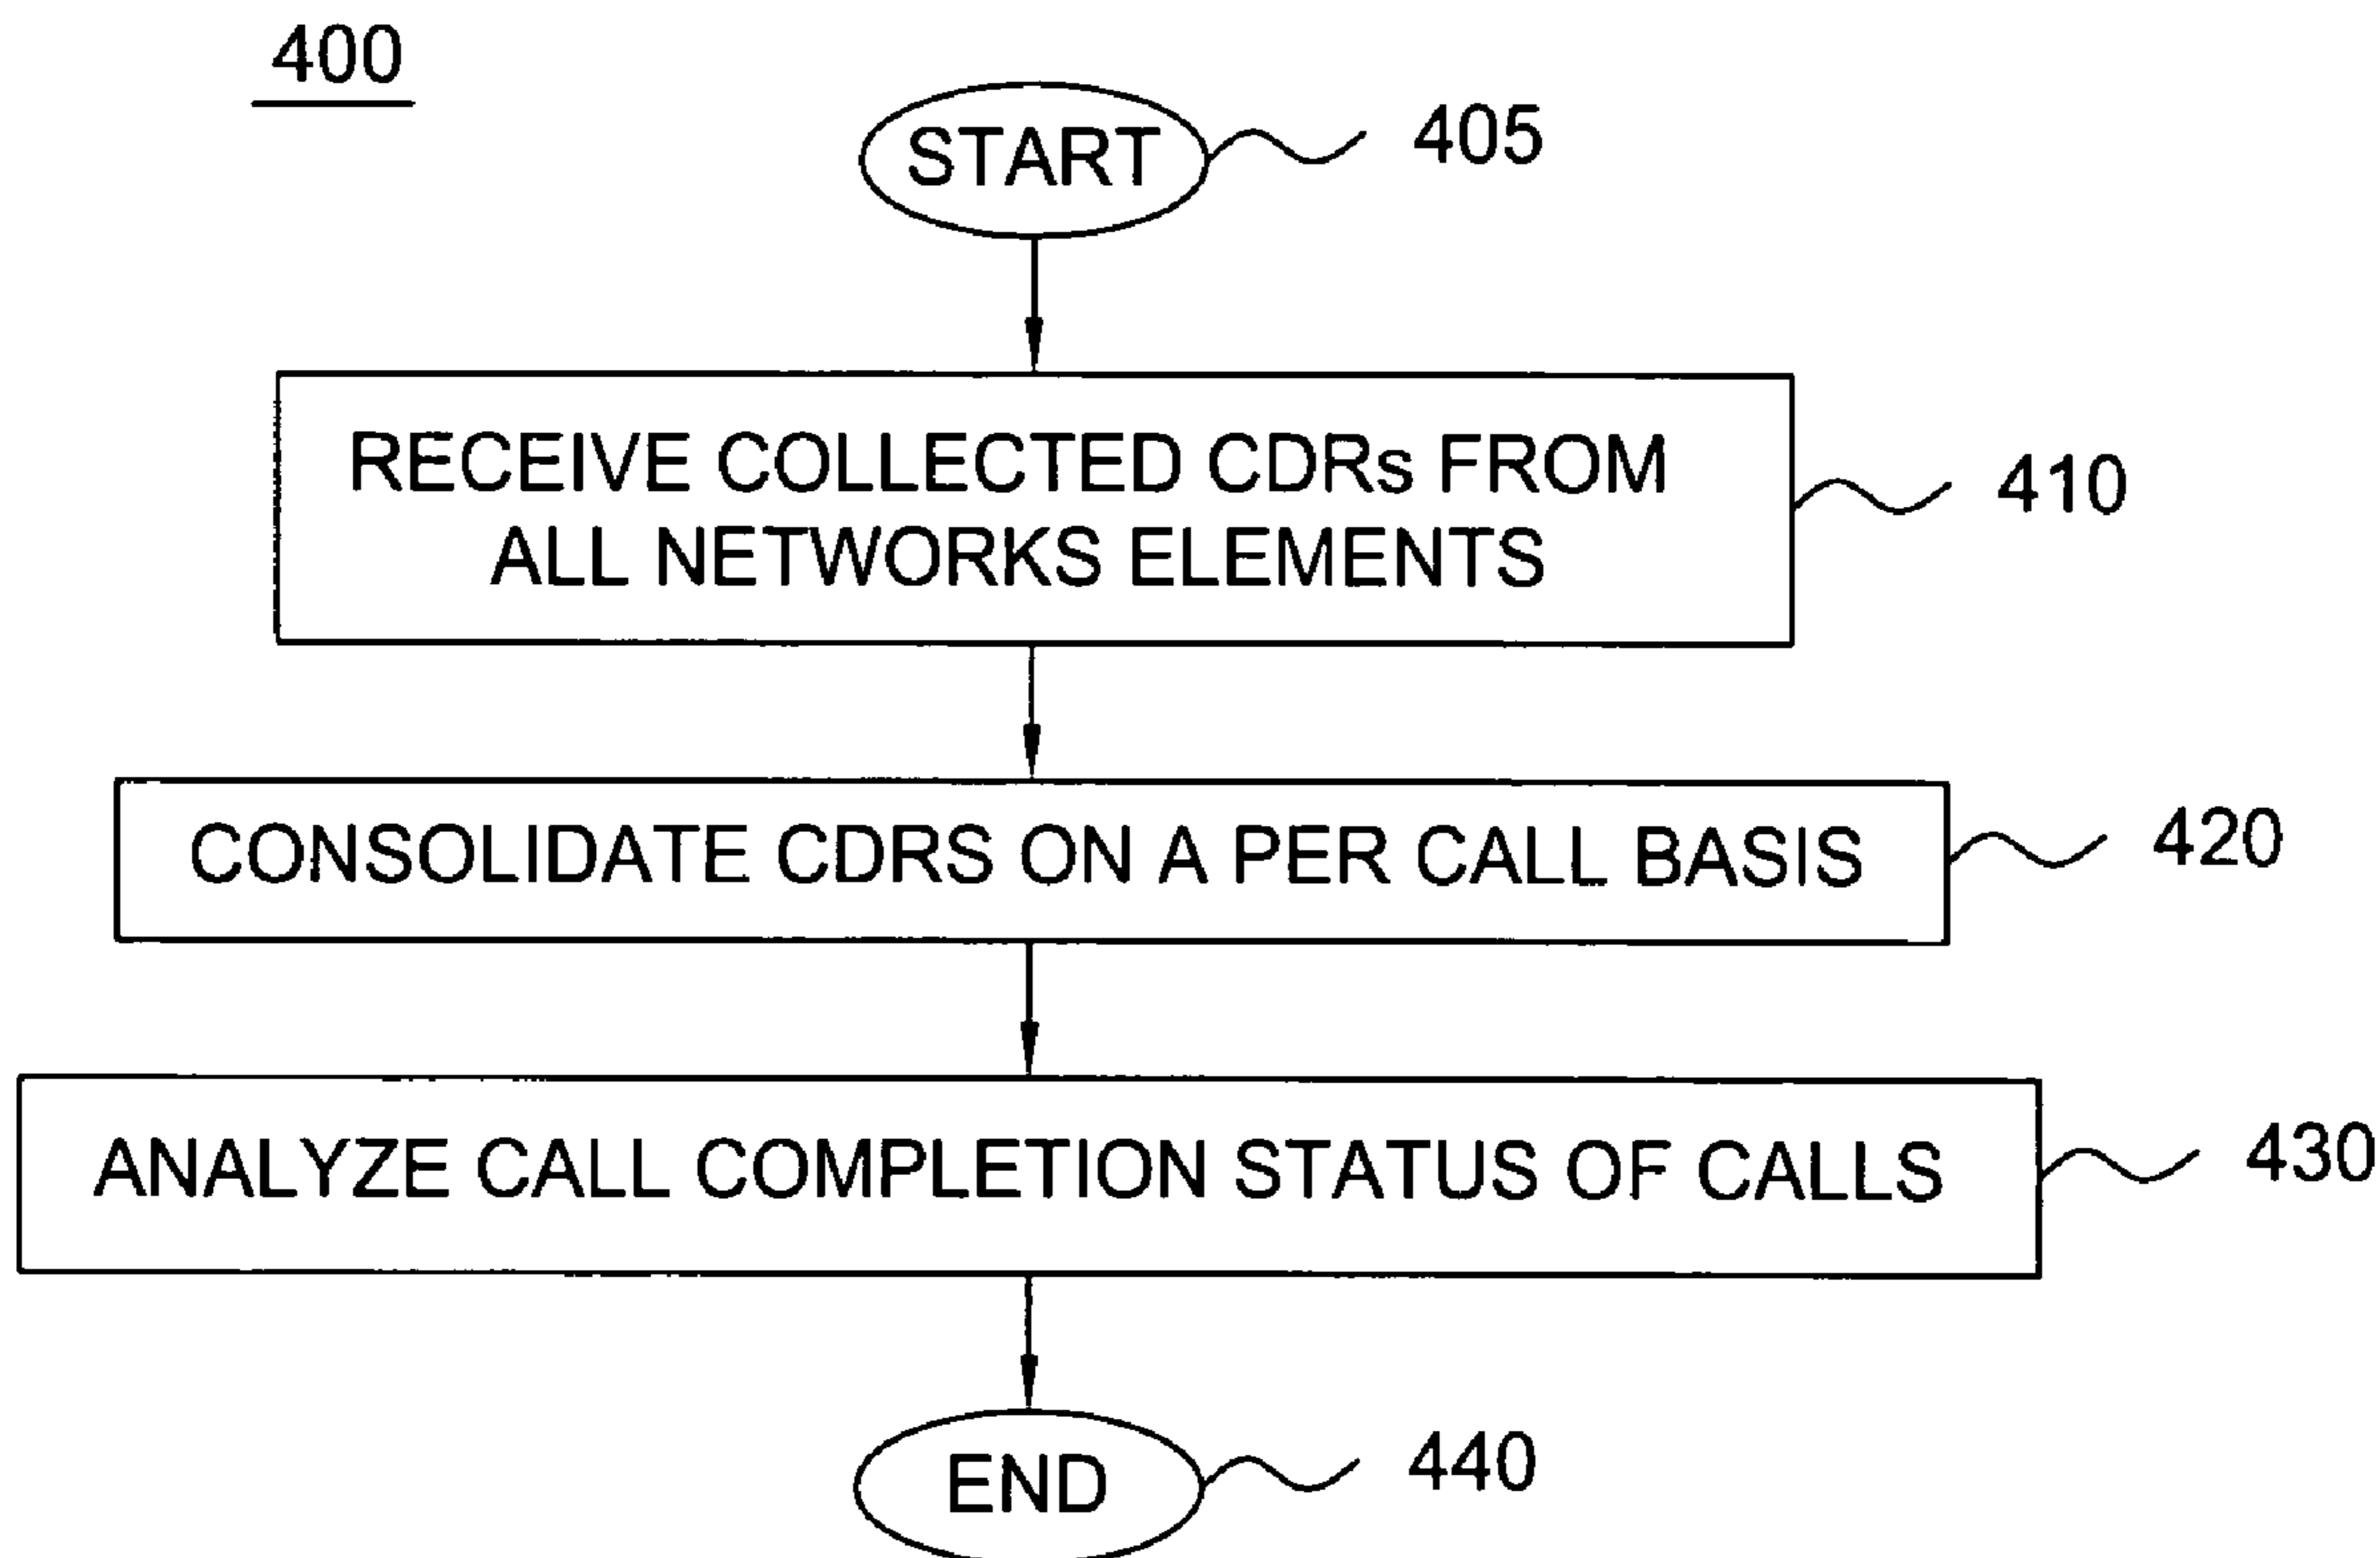 400
START
405
RECEIVE COLLECTED CDRs FROM
ALL NETWORKS ELEMENTS
410
CONSOLIDATE CDRS ON A PER CALL BASIS
420
ANALYZE CALL COMPLETION STATUS OF CALLS
430
END
440